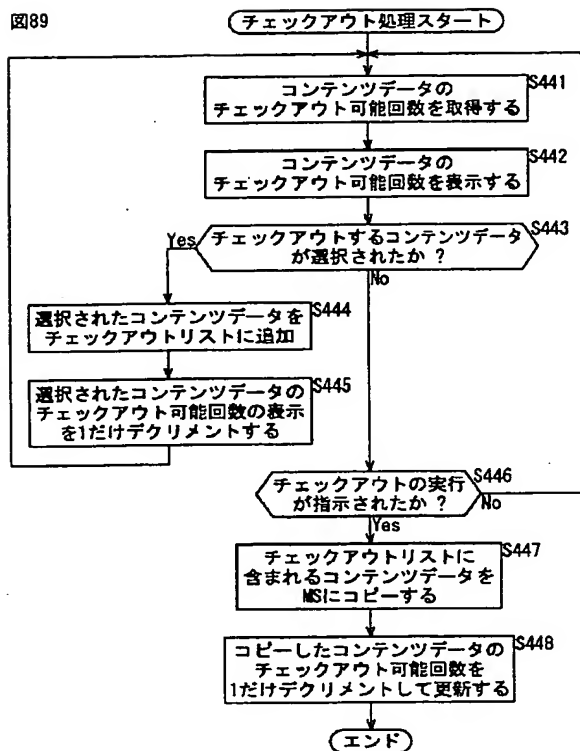 図89
チェックアウト処理スタート
S441
コンテンツデータの
チェックアウト可能回数を取得する
S442
コンテンツデータの
チェックアウト可能回数を表示する
S443
チェックアウトするコンテンツデータ
が選択されたか ?
Yes
No
S444
選択されたコンテンツデータを
チェックアウトリストに追加
S445
選択されたコンテンツデータの
チェックアウト可能回数の表示
を1だけデクリメントする
S446
チェックアウトの実行
が指示されたか ?
No
Yes
S447
チェックアウトリストに
含まれるコンテンツデータを
MSにコピーする
S448
コピーしたコンテンツデータの
チェックアウト可能回数を
1だけデクリメントして更新する
エンド